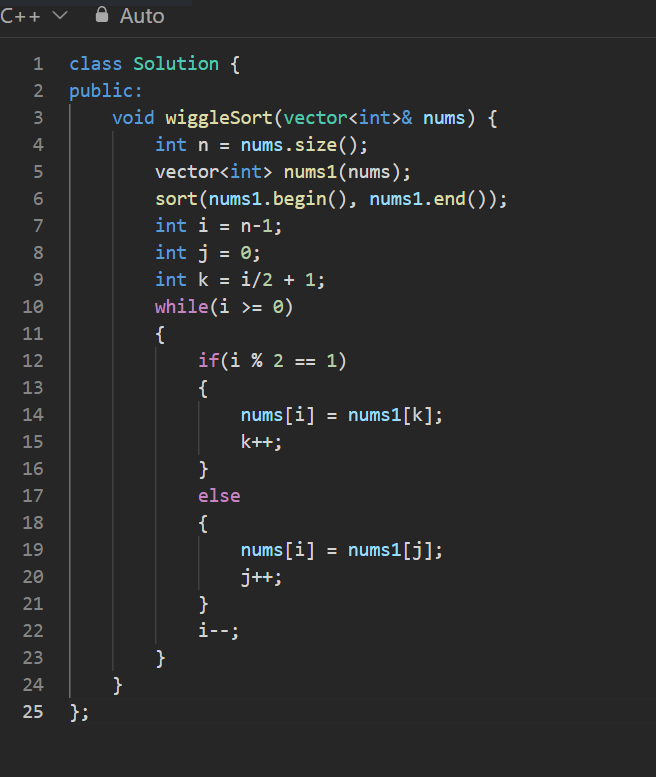 C++ Auto
1 class Solution {
2 public:
3     void wiggleSort(vector<int>& nums) {
4         int n = nums.size();
5         vector<int> nums1(nums);
6         sort(nums1.begin(), nums1.end());
7         int i = n-1;
8         int j = 0;
9         int k = i/2 + 1;
10         while(i >= 0)
11         {
12             if(i % 2 == 1)
13             {
14                 nums[i] = nums1[k];
15                 k++;
16             }
17             else
18             {
19                 nums[i] = nums1[j];
20                 j++;
21             }
22             i--;
23         }
24     }
25 };